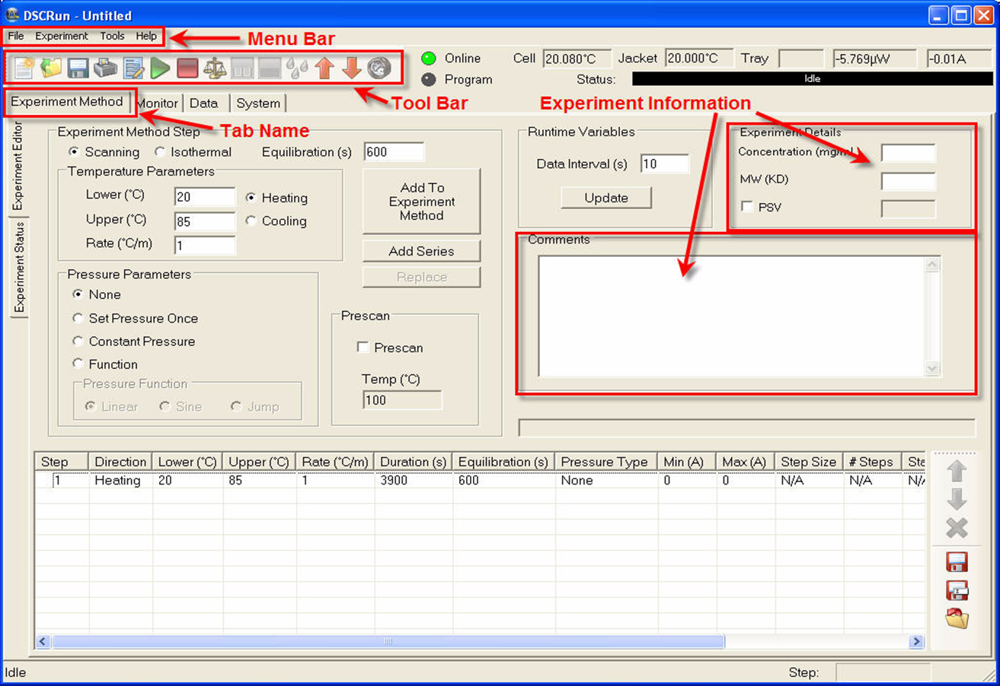 DSCRun - Untitled
File Experiment Tools Help
Menu Bar
Online Cell 20.080°C Jacket 20.000°C Tray -5.769µW -0.01A
Program Status: Idle
Tool Bar
Experiment Method Monitor Data System
Experiment Information
Tab Name
Experiment Editor
Experiment Status
Experiment Method Step
Scanning Isothermal Equilibration (s) 600
Temperature Parameters
Lower (°C) 20 Heating
Upper (°C) 85 Cooling
Rate (°C/m) 1
Add To
Experiment
Method
Add Series
Replace
Pressure Parameters
None
Set Pressure Once
Constant Pressure
Function
Pressure Function
Linear Sine Jump
Prescan
Prescan
Temp (°C)
100
Runtime Variables
Data Interval (s) 10
Update
Experiment Details
Concentration (mg/ml
MW (KD)
PSV
Comments
Step Direction Lower (°C) Upper (°C) Rate (°C/m) Duration (s) Equilibration (s) Pressure Type Min (A) Max (A) Step Size # Steps Sta
1 Heating 20 85 1 3900 600 None 0 0 N/A N/A N/A
Idle Step: